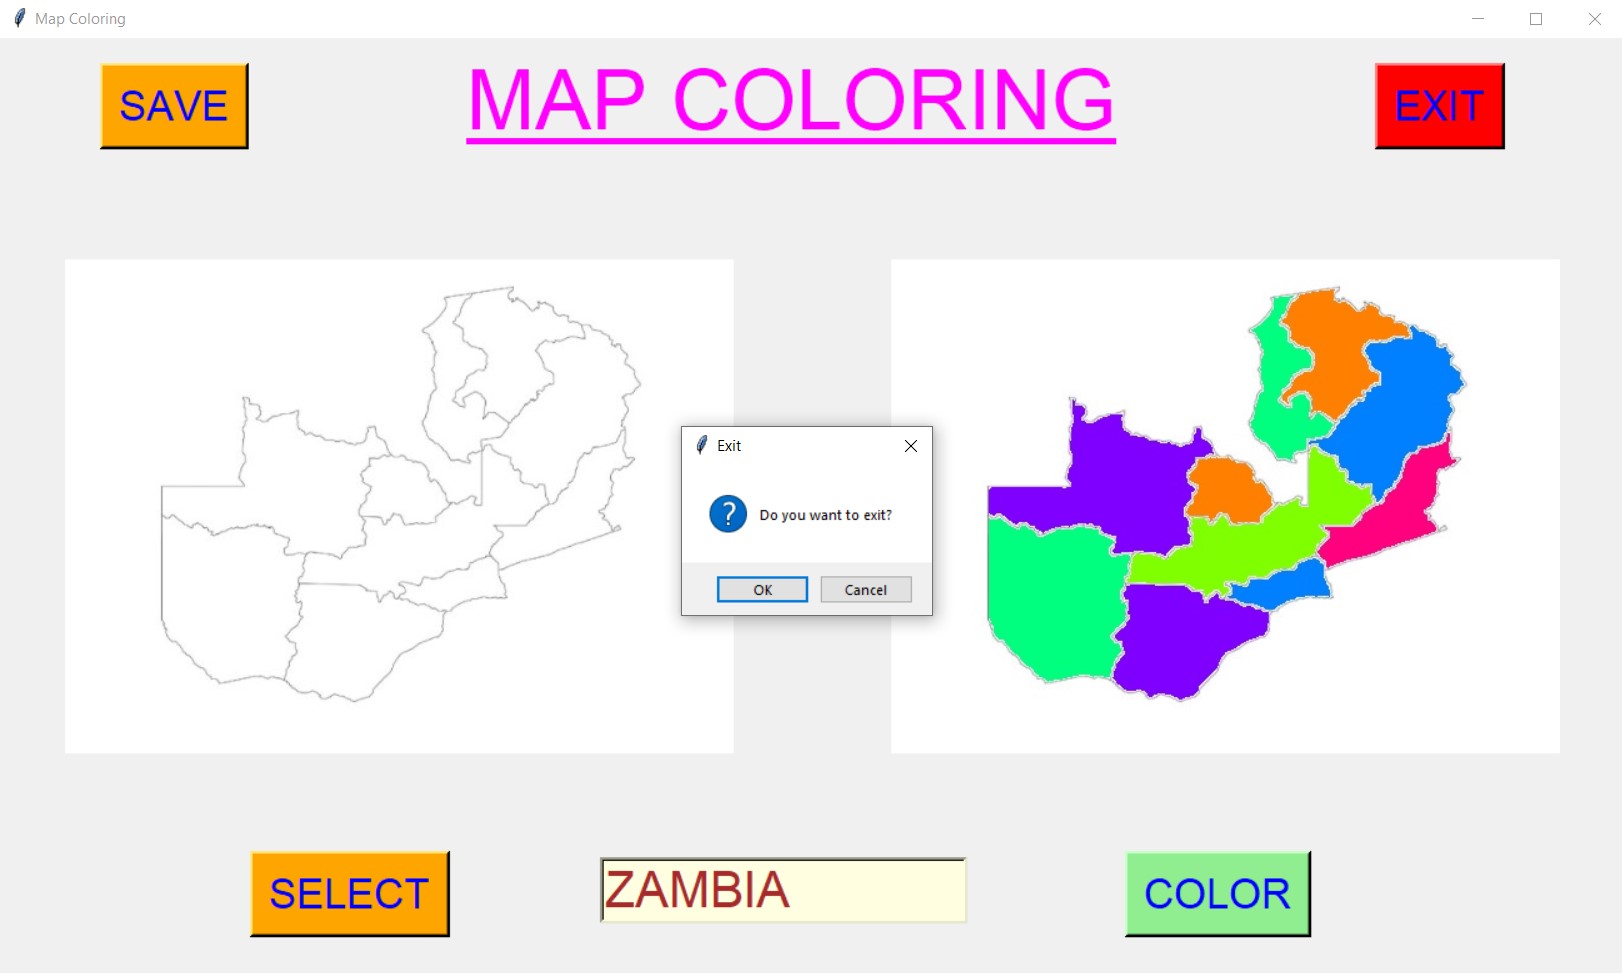 Map Coloring
SAVE
MAP COLORING
EXIT
Exit
Do you want to exit?
OK
Cancel
SELECT
ZAMBIA
COLOR